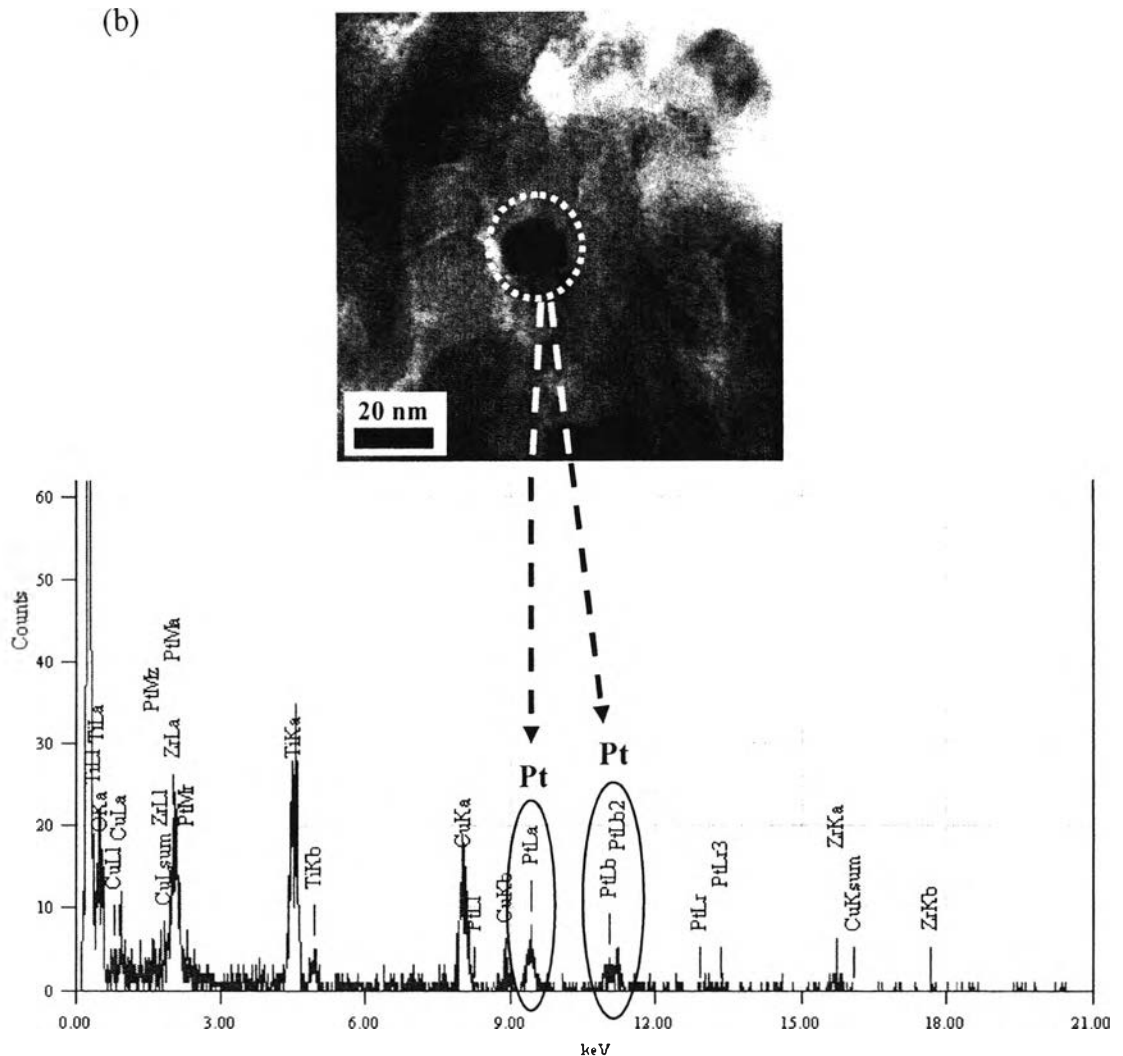 (b)
20 nm
60
50
40
30
20
10
0
Counts
TiLl
TiLa
OKa
CuLl
CuLa
CuLsum
ZrLl
PtMz
ZrLa
PtMa
PtMr
TiKa
TiKb
CuKa
PtLl
CuKb
Pt
PtLa
Pt
PtLb
PtLb2
PtLr
PtLr3
ZrKa
CuKsum
ZrKb
0.00 3.00 6.00 9.00 12.00 15.00 18.00 21.00
keV